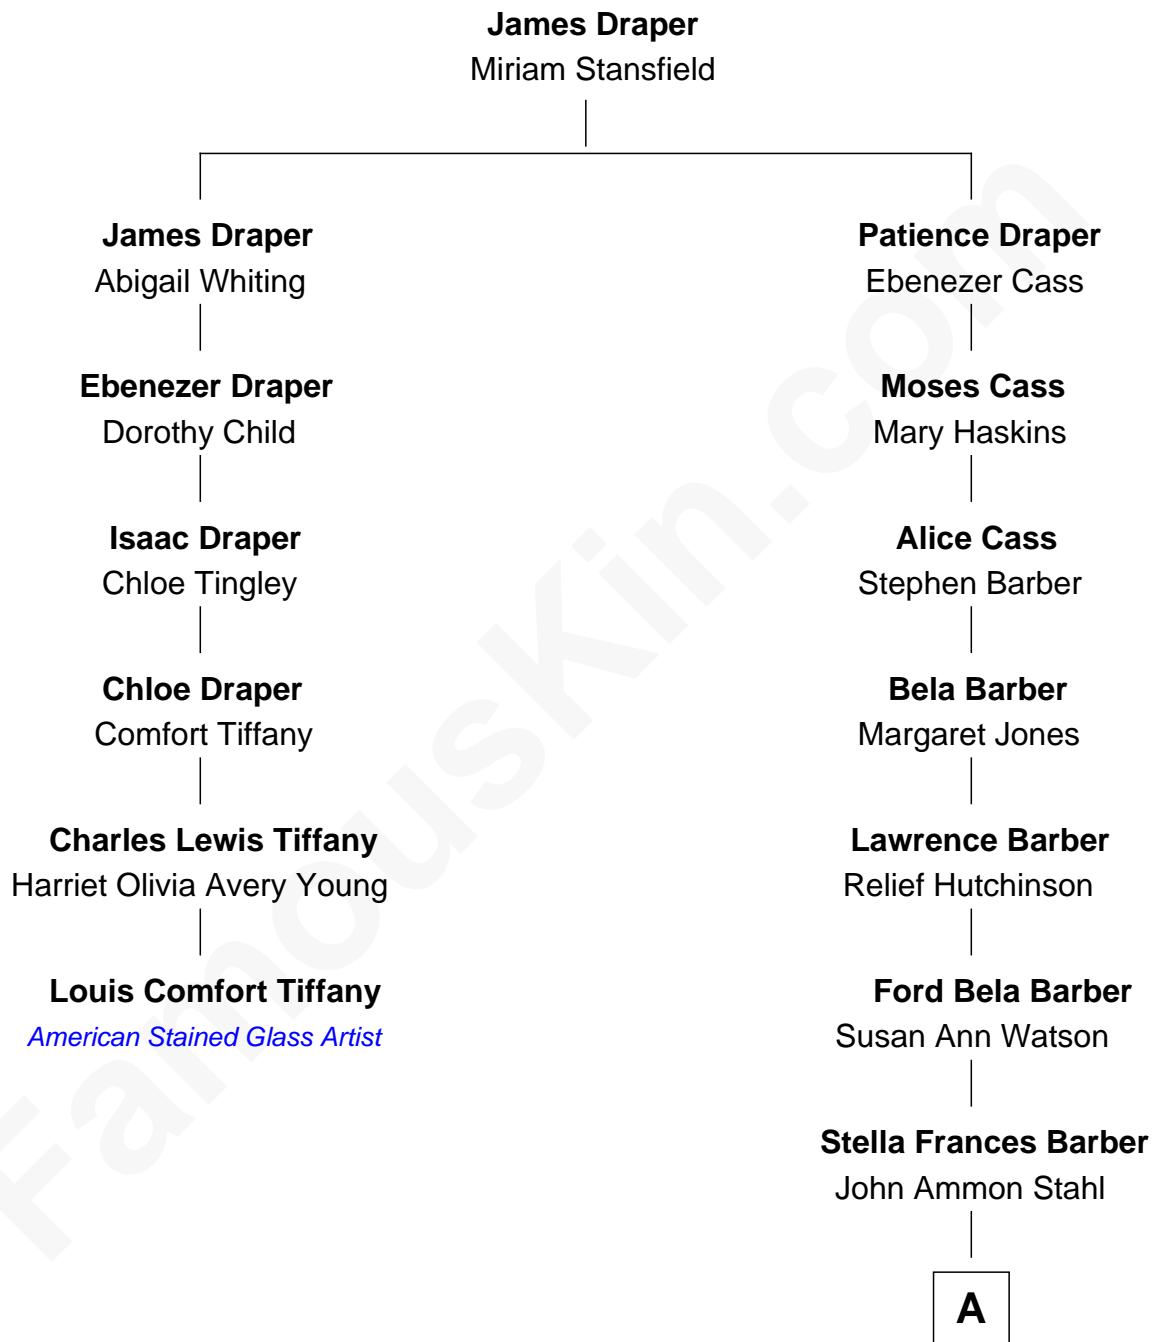 James Draper
Miriam Stansfield
James Draper
Abigail Whiting
Patience Draper
Ebenezer Cass
Ebenezer Draper
Dorothy Child
Moses Cass
Mary Haskins
Isaac Draper
Chloe Tingley
Alice Cass
Stephen Barber
Chloe Draper
Comfort Tiffany
Bela Barber
Margaret Jones
Charles Lewis Tiffany
Harriet Olivia Avery Young
Lawrence Barber
Relief Hutchinson
Louis Comfort Tiffany
American Stained Glass Artist
Ford Bela Barber
Susan Ann Watson
Stella Frances Barber
John Ammon Stahl
A
FamousKin.com